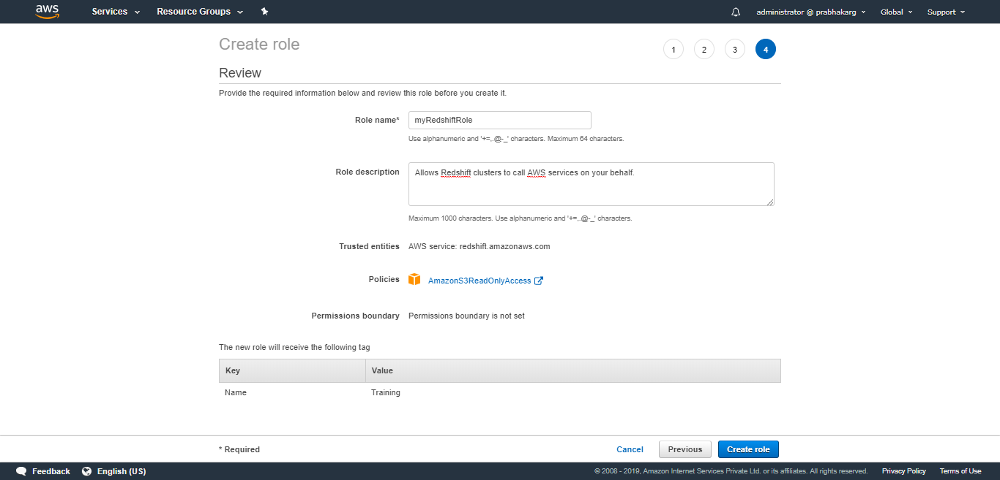 aws Services Resource Groups administrator @ prabhakarg Global Support
Create role 1 2 3 4
Review
Provide the required information below and review this role before you create it.
Role name* myRedshiftRole
Use alphanumeric and '+=,.@-_' characters. Maximum 64 characters.
Role description Allows Redshift clusters to call AWS services on your behalf.
Maximum 1000 characters. Use alphanumeric and '+=,.@-_' characters.
Trusted entities AWS service: redshift.amazonaws.com
Policies AmazonS3ReadOnlyAccess
Permissions boundary Permissions boundary is not set
The new role will receive the following tag
Key Value
Name Training
* Required Cancel Previous Create role
Feedback English (US) © 2008 - 2019, Amazon Internet Services Private Ltd. or its affiliates. All rights reserved. Privacy Policy Terms of Use